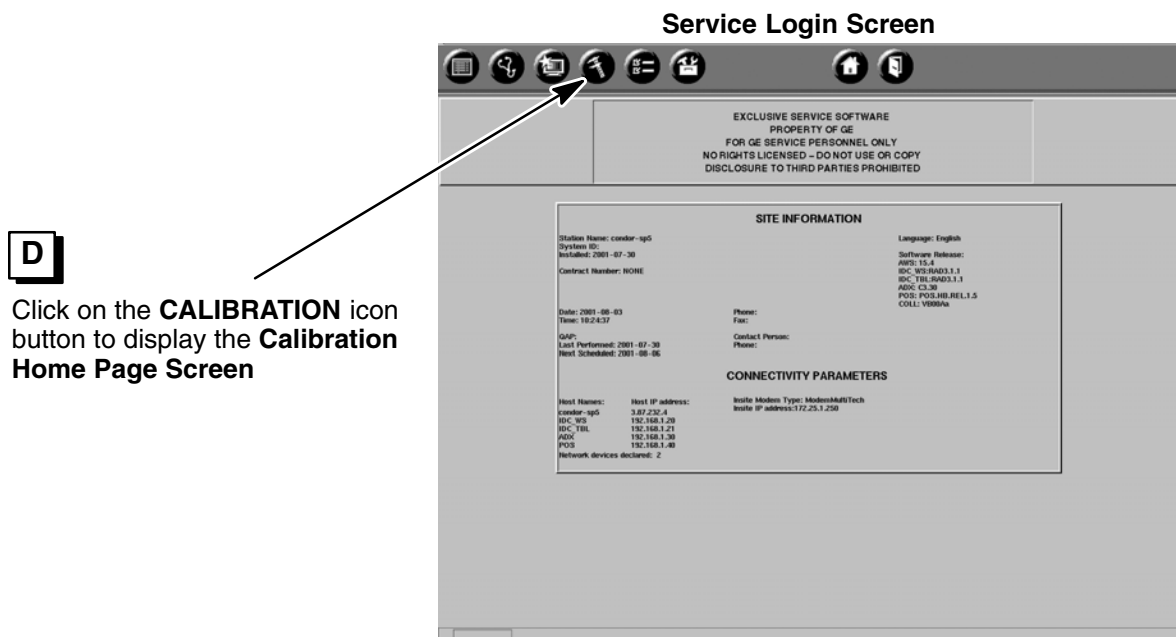 Service Login Screen
EXCLUSIVE SERVICE SOFTWARE
PROPERTY OF GE
FOR GE SERVICE PERSONNEL ONLY
NO RIGHTS LICENSED – DO NOT USE OR COPY
DISCLOSURE TO THIRD PARTIES PROHIBITED
D
Click on the CALIBRATION icon
button to display the Calibration
Home Page Screen
SITE INFORMATION
Station Name: condor-sp5
System ID:
Installed: 2001-07-30
Contract Number: NONE
Language: English
Software Release:
AWS: 15.4
IDC_WS:RAD3.1.1
IDC_TBL:RAD3.1.1
ADX: C3.30
POS: POS.HB.REL.1.5
COLL: VB00Aa
Date: 2001-08-03
Time: 10:24:37
Phone:
Fax:
QAP:
Last Performed: 2001-07-30
Next Scheduled: 2001-08-06
Contact Person:
Phone:
CONNECTIVITY PARAMETERS
Host Names: Host IP address:
condor-sp5 3.87.232.4
IDC_WS 192.168.1.20
IDC_TBL 192.168.1.21
ADX 192.168.1.30
POS 192.168.1.40
Network devices declared: 2
Insite Modem Type: ModemMultiTech
Insite IP address:172.25.1.250